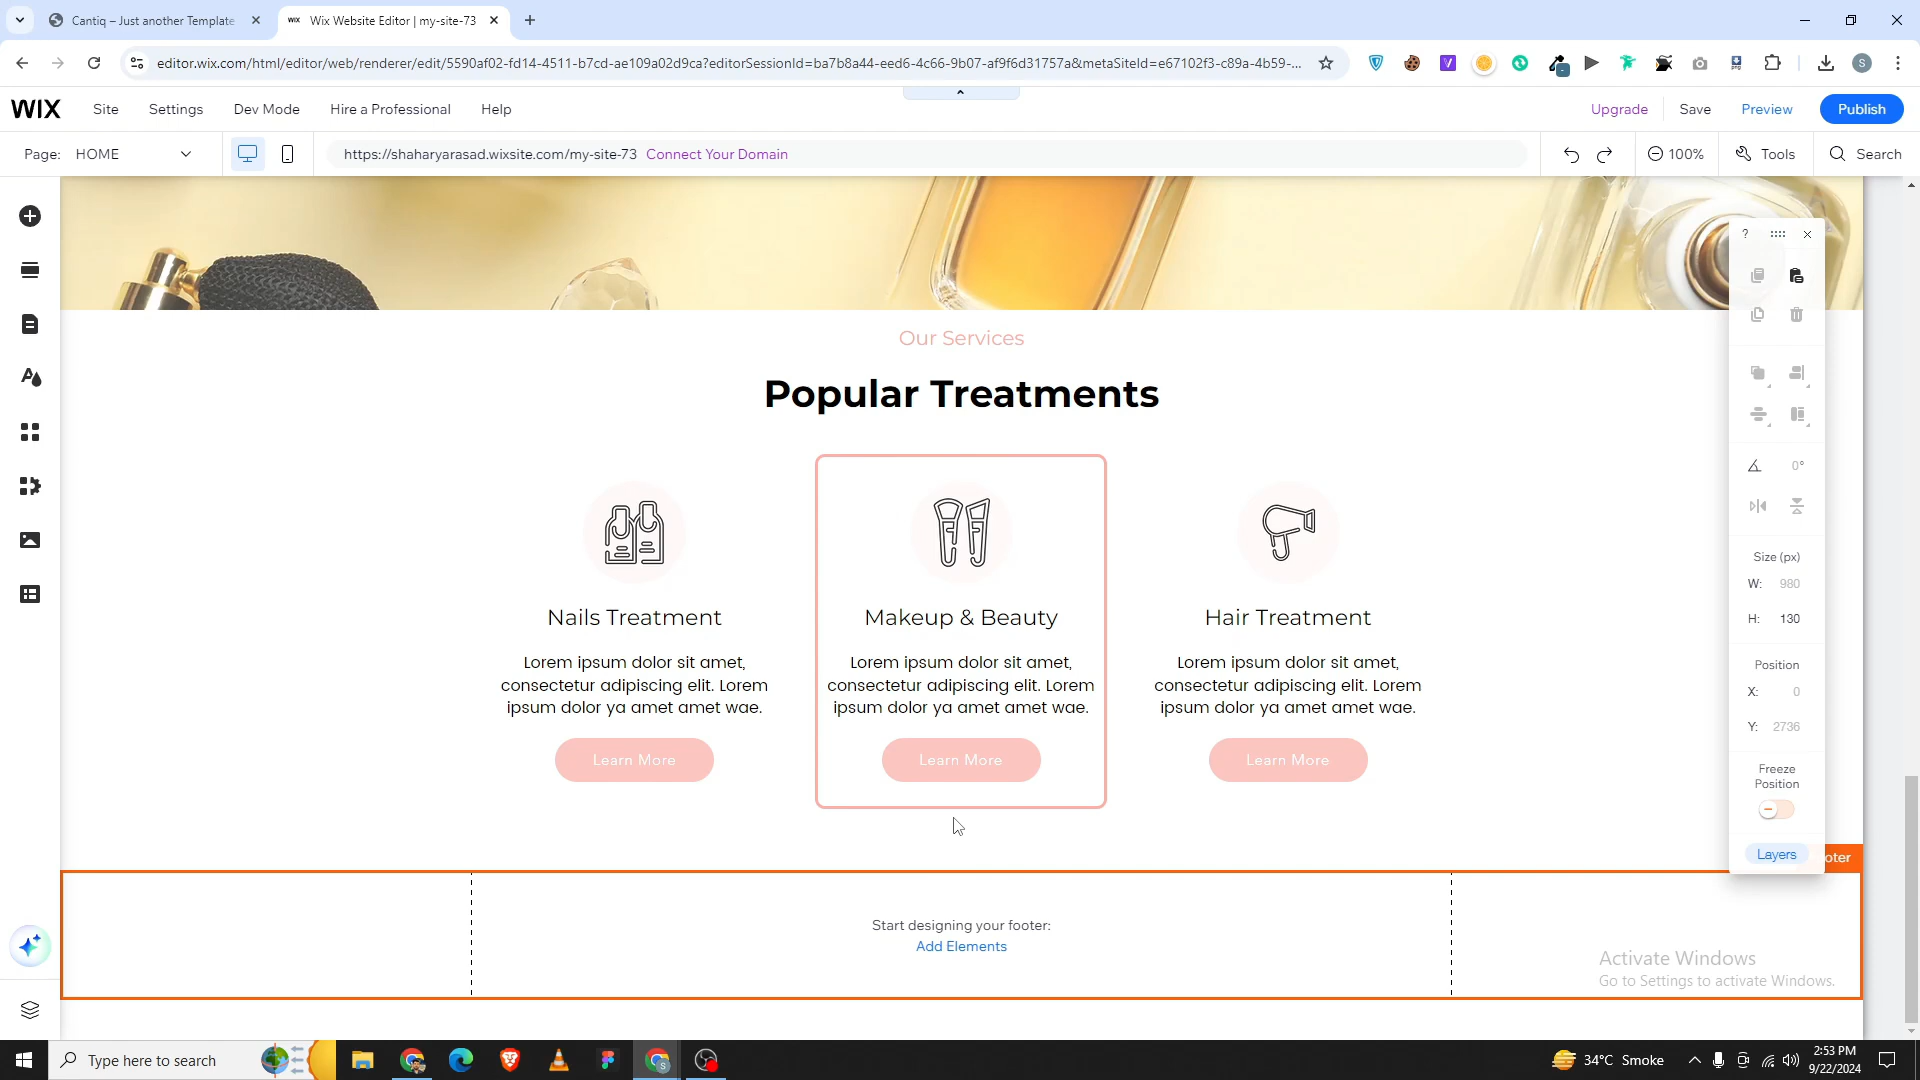 Cantiq – Just another Template
Wix Website Editor | my-site-73
editor.wix.com/html/editor/web/renderer/edit/5590af02-fd14-4511-b7cd-ae109a02d9ca?editorSessionId=ba7b8a44-eed6-4c66-9b07-af9f6d31757a&metaSiteId=e67102f3-c89a-4b59-...
WIX Site Settings Dev Mode Hire a Professional Help Upgrade Save Preview Publish
Page: HOME https://shaharyarasad.wixsite.com/my-site-73 Connect Your Domain 100% Tools Search
Our Services
Popular Treatments
Nails Treatment
Lorem ipsum dolor sit amet,
consectetur adipiscing elit. Lorem
ipsum dolor ya amet amet wae.
Learn More
Makeup & Beauty
Lorem ipsum dolor sit amet,
consectetur adipiscing elit. Lorem
ipsum dolor ya amet amet wae.
Learn More
Hair Treatment
Lorem ipsum dolor sit amet,
consectetur adipiscing elit. Lorem
ipsum dolor ya amet amet wae.
Learn More
?
0°
Size (px)
W: 980
H: 130
Position
X: 0
Y: 2736
Freeze
Position
Layers
oter
Start designing your footer:
Add Elements
Activate Windows
Go to Settings to activate Windows.
Type here to search
34°C Smoke
2:53 PM
9/22/2024